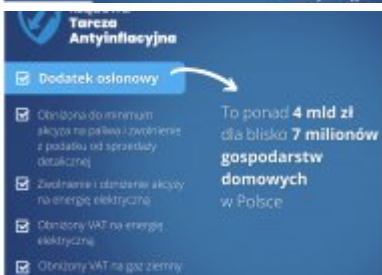 Rządowa
Tarcza
Antyinflacyjna
Dodatek osłonowy
Obniżona do minimum
akcyza na paliwa i zwolnienie
z podatku od sprzedaży
detalicznej
Zwolnienie i obniżenie akcyzy
na energię elektryczną
Obniżony VAT na energię
elektryczną
Obniżony VAT na gaz ziemny
To ponad 4 mld zł
dla blisko 7 milionów
gospodarstw
domowych
w Polsce